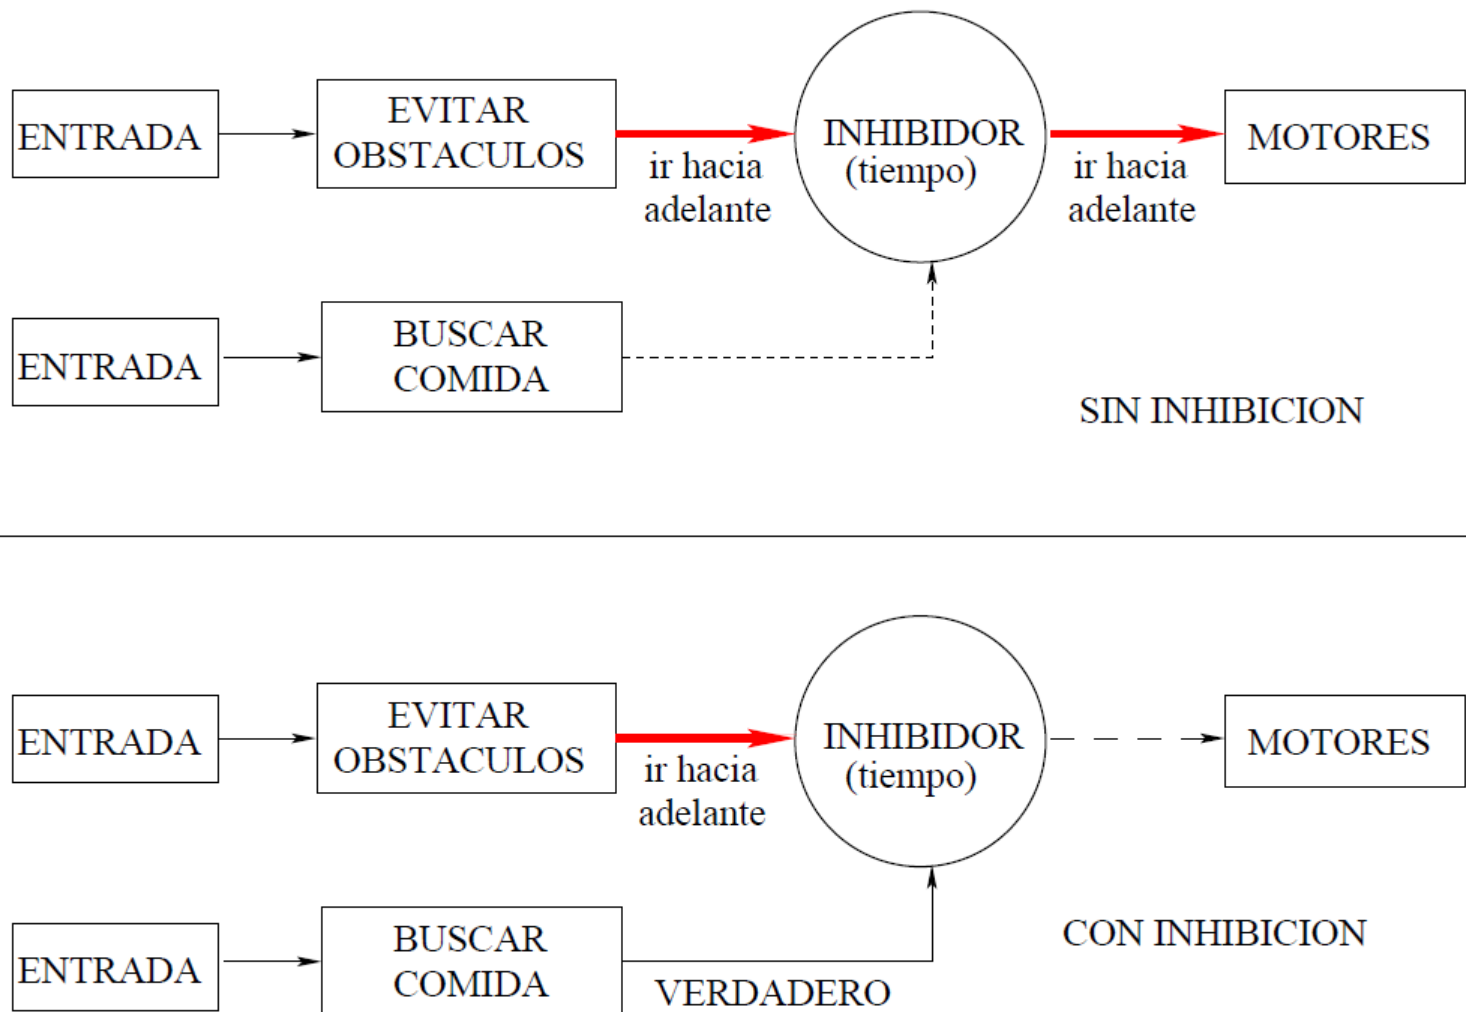 ENTRADA
EVITAR
OBSTACULOS
ir hacia
adelante
INHIBIDOR
(tiempo)
ir hacia
adelante
MOTORES
ENTRADA
BUSCAR
COMIDA
SIN INHIBICION
ENTRADA
EVITAR
OBSTACULOS
ir hacia
adelante
INHIBIDOR
(tiempo)
MOTORES
ENTRADA
BUSCAR
COMIDA
VERDADERO
CON INHIBICION